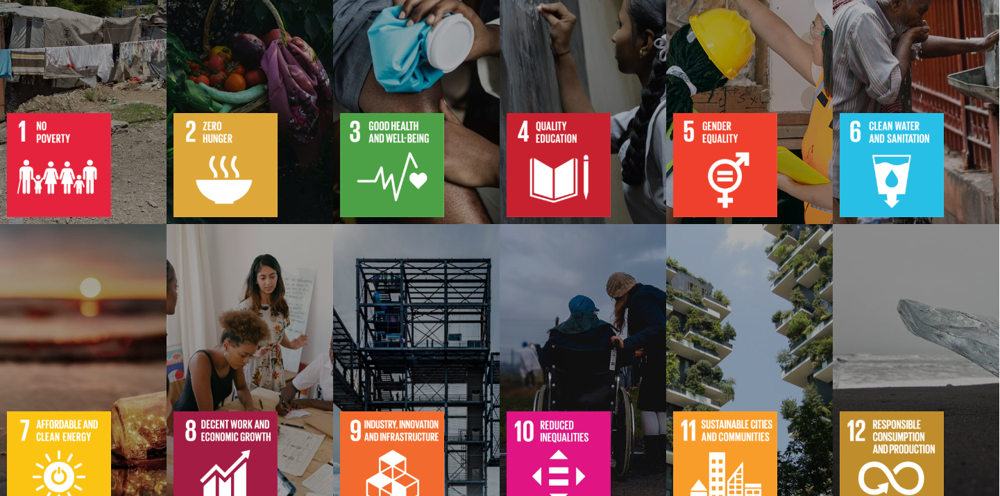 1 NO
POVERTY
2 ZERO
HUNGER
3 GOOD HEALTH
AND WELL-BEING
4 QUALITY
EDUCATION
5 GENDER
EQUALITY
6 CLEAN WATER
AND SANITATION
7 AFFORDABLE AND
CLEAN ENERGY
8 DECENT WORK AND
ECONOMIC GROWTH
9 INDUSTRY, INNOVATION
AND INFRASTRUCTURE
10 REDUCED
INEQUALITIES
11 SUSTAINABLE CITIES
AND COMMUNITIES
12 RESPONSIBLE
CONSUMPTION
AND PRODUCTION